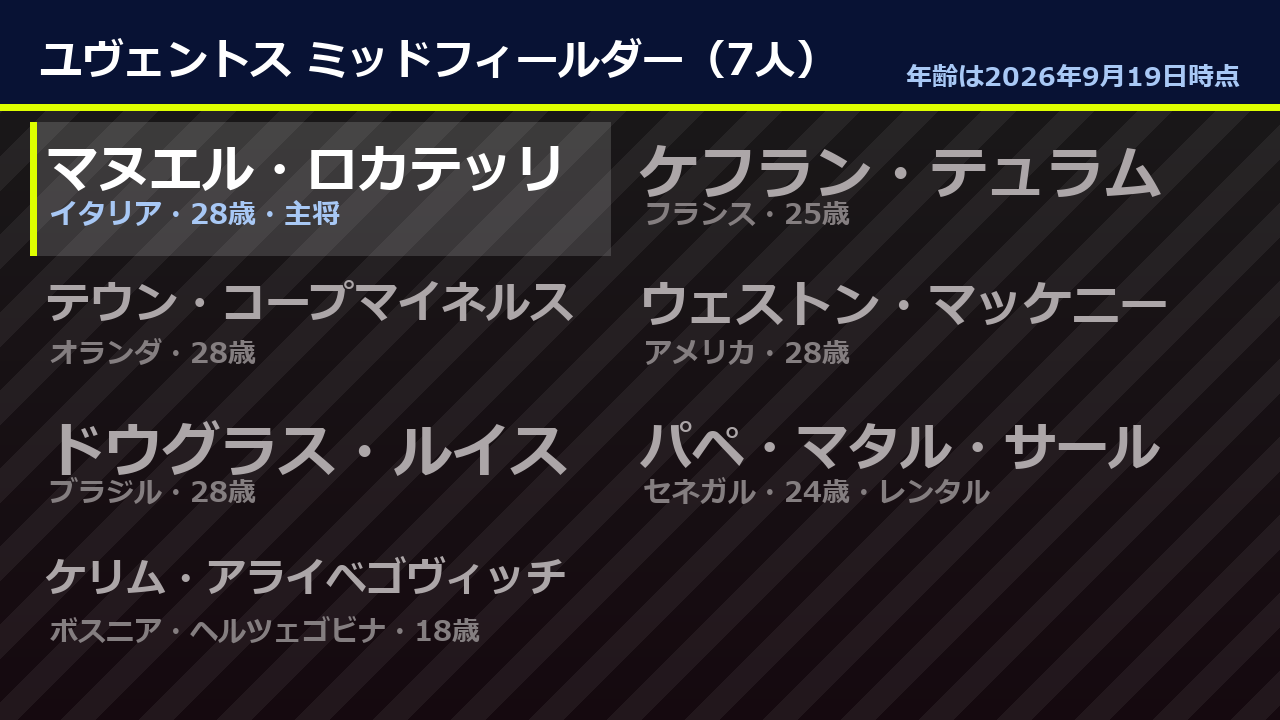 ユヴェントス ミッドフィールダー（7人）
年齢は2026年9月19日時点
マヌエル・ロカテッリ
イタリア・28歳・主将
ケフラン・テュラム
フランス・25歳
テウン・コープマイネルス
オランダ・28歳
ウェストン・マッケニー
アメリカ・28歳
ドウグラス・ルイス
ブラジル・28歳
パペ・マタル・サール
セネガル・24歳・レンタル
ケリム・アライベゴヴィッチ
ボスニア・ヘルツェゴビナ・18歳